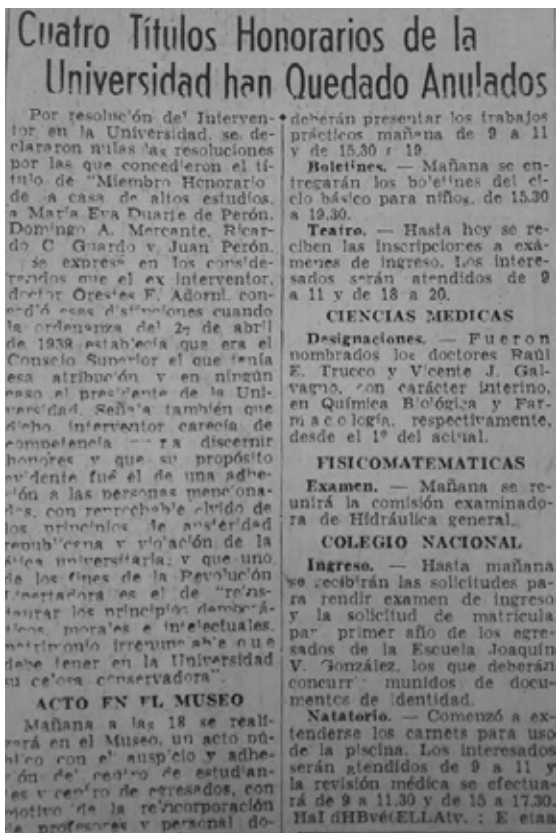 Cuatro Títulos Honorarios de la
Universidad han Quedado Anulados
Por resolución del Interven-
tor en la Universidad, se de-
clararon nulas las resoluciones
por las que concedieron el tí-
tulo de "Miembro Honorario
de la casa de altos estudios,
a María Eva Duarte de Perón,
Domingo A. Mercante, Ricar-
do C Guardo y Juan Perón.
Se express en los conside-
randos que el ex interventor,
doctor Orestes E. Adorni, con-
cedió esas distinciones cuando
la ordenanza del 27 de abril
de 1938 establecía que era el
Consejo Superior el que tenía
esa atribución y en ningún
caso el presidente de la Uni-
versidad. Señala también que
dicho interventor carecía de
competencia para discernir
honores y que su propósito
evidente fué el de una adhe-
sión a las personas menciona-
das, con reprochable olvido de
los principios de austeridad
republicana y violación de la
ética universitaria; y que uno
de los fines de la Revolución
Libertadora es el de "reins-
taurar los principios democrá-
ticos, morales e intelectuales,
patrimonio irrenunciable que
debe tener en la Universidad
su celosa conservadora".
ACTO EN EL MUSEO
Mañana a las 18 se reali-
zará en el Museo, un acto pú-
blico con el auspicio y adhe-
sión del centro de estudian-
tes y centro de egresados, con
motivo de la reincorporación
de profesores y personal do-
deberán presentar los trabajos
prácticos mañana de 9 a 11
y de 15.30 a 19.
Boletines. — Mañana se en-
tregarán los boletines del ci-
clo básico para niños, de 15.30
a 19.30.
Teatro. — Hasta hoy se re-
ciben las inscripciones a exá-
menes de ingreso. Los intere-
sados serán atendidos de 9
a 11 y de 18 a 20.
CIENCIAS MEDICAS
Designaciones. — Fueron
nombrados los doctores Raúl
E. Trucco y Vicente J. Gal-
vagno, con carácter interino,
en Química Biológica y Far-
macología, respectivamente,
desde el 1º del actual.
FISICOMATEMATICAS
Examen. — Mañana se re-
unirá la comisión examinado-
ra de Hidráulica general.
COLEGIO NACIONAL
Ingreso. — Hasta mañana
se recibirán las solicitudes pa-
ra rendir examen de ingreso
y la solicitud de matrícula
par primer año de los egre-
sados de la Escuela Joaquín
V. González, los que deberán
concurrir munidos de docu-
mentos de identidad.
Natatorio. — Comenzó a ex-
tenderse los carnets para uso
de la piscina. Los interesados
serán atendidos de 9 a 11 y
la revisión médica se efectua-
rá de 9 a 11.30 y de 15 a 17.30.